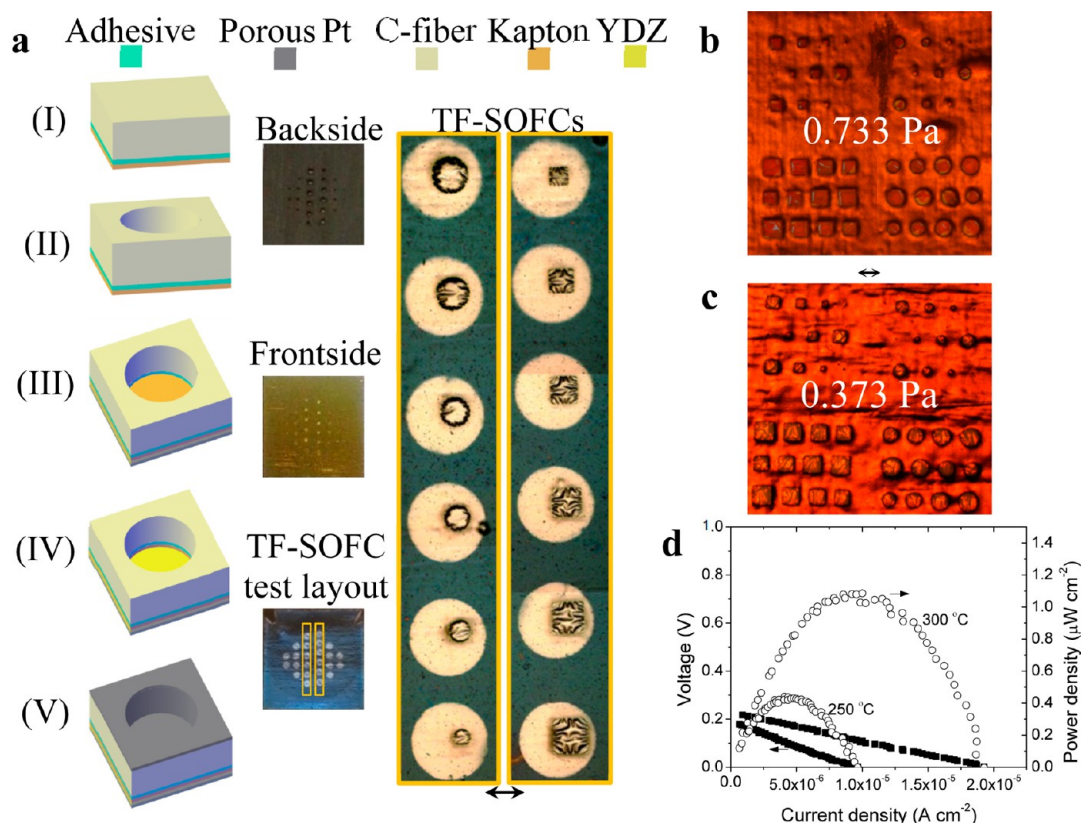 a
Adhesive Porous Pt C-fiber Kapton YDZ
(I)
(II)
(III)
(IV)
(V)
Backside
Frontside
TF-SOFC
test layout
TF-SOFCs
b
0.733 Pa
c
0.373 Pa
d
1.0
0.8
0.6
0.4
0.2
0.0
Voltage (V)
1.4
1.2
1.0
0.8
0.6
0.4
0.2
0.0
Power density (μW cm⁻²)
300 °C
250 °C
0.0 5.0x10⁻⁶ 1.0x10⁻⁵ 1.5x10⁻⁵ 2.0x10⁻⁵
Current density (A cm⁻²)